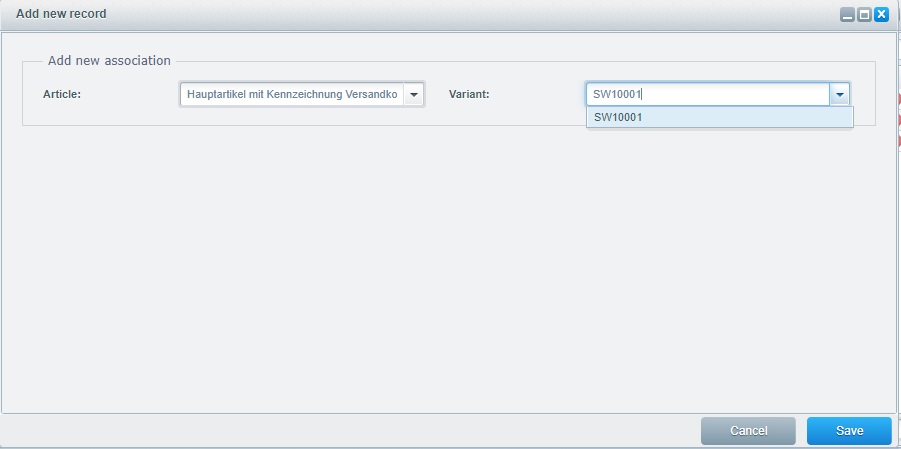 Add new record
Add new association
Article: Hauptartikel mit Kennzeichnung Versandko Variant: SW10001
SW10001
Cancel Save